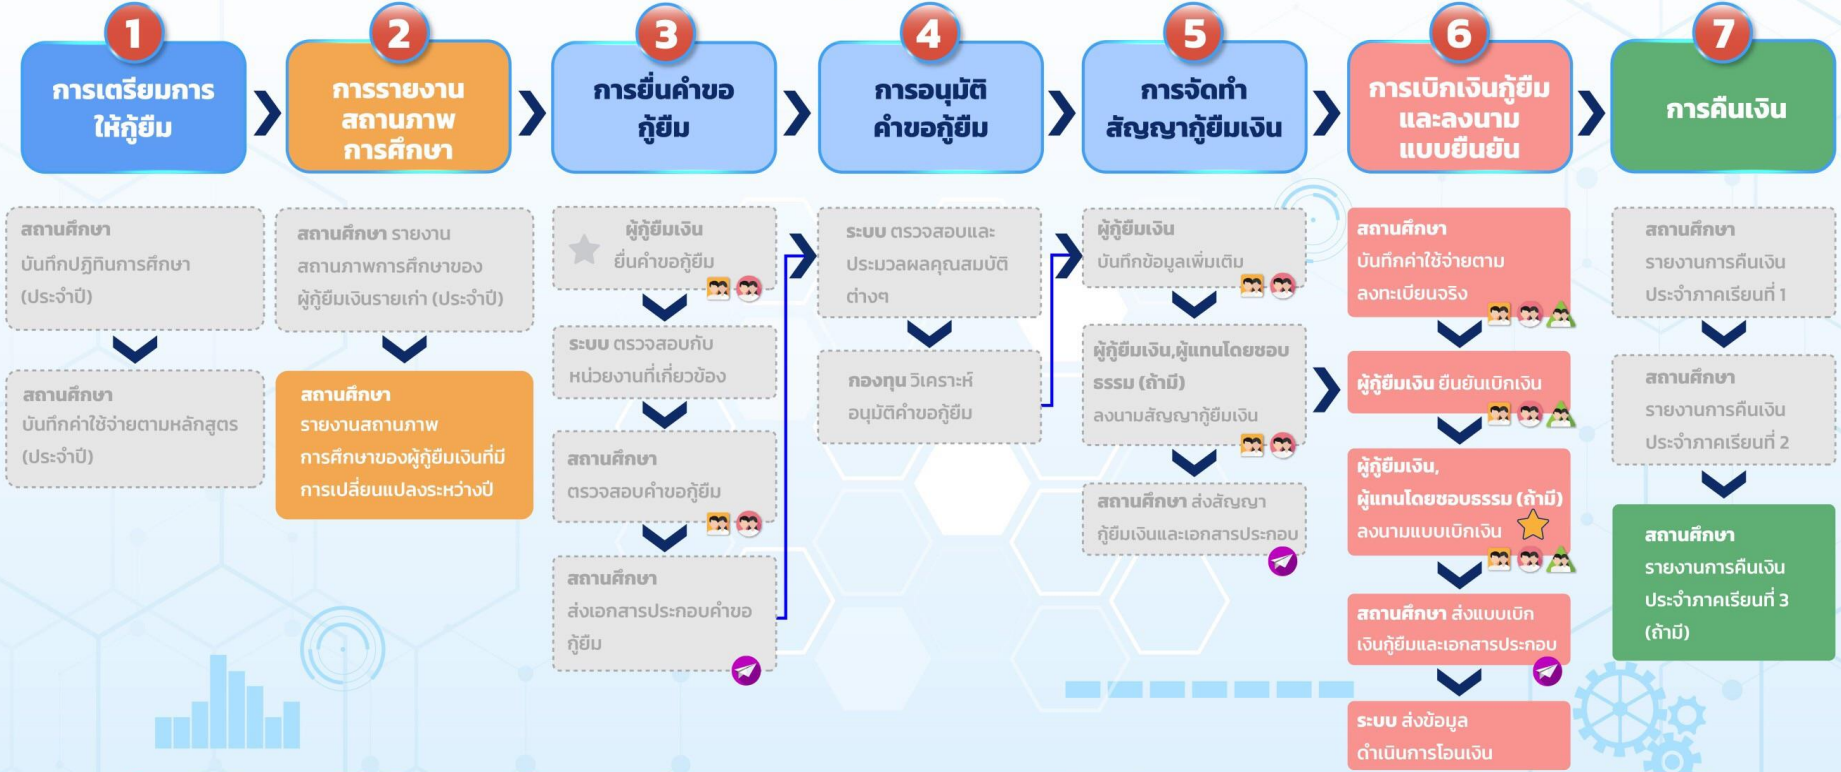 1
การเตรียมการ
ให้กู้ยืม
2
การรายงาน
สถานภาพ
การศึกษา
3
การยื่นคำขอ
กู้ยืม
4
การอนุมัติ
คำขอกู้ยืม
5
การจัดทำ
สัญญากู้ยืมเงิน
6
การเบิกเงินกู้ยืม
และลงนาม
แบบยืนยัน
7
การคืนเงิน
สถานศึกษา
บันทึกปฏิทินการศึกษา
(ประจำปี)
สถานศึกษา
บันทึกค่าใช้จ่ายตามหลักสูตร
(ประจำปี)
สถานศึกษา รายงาน
สถานภาพการศึกษาของ
ผู้กู้ยืมเงินรายเก่า (ประจำปี)
สถานศึกษา
รายงานสถานภาพ
การศึกษาของผู้กู้ยืมเงินที่มี
การเปลี่ยนแปลงระหว่างปี
ผู้กู้ยืมเงิน
ยื่นคำขอกู้ยืม
ระบบ ตรวจสอบกับ
หน่วยงานที่เกี่ยวข้อง
สถานศึกษา
ตรวจสอบคำขอกู้ยืม
สถานศึกษา
ส่งเอกสารประกอบคำขอ
กู้ยืม
ระบบ ตรวจสอบและ
ประมวลผลคุณสมบัติ
ต่างๆ
กองทุน วิเคราะห์
อนุมัติคำขอกู้ยืม
ผู้กู้ยืมเงิน
บันทึกข้อมูลเพิ่มเติม
ผู้กู้ยืมเงิน,ผู้แทนโดยชอบ
ธรรม (ถ้ามี)
ลงนามสัญญากู้ยืมเงิน
สถานศึกษา ส่งสัญญา
กู้ยืมเงินและเอกสารประกอบ
สถานศึกษา
บันทึกค่าใช้จ่ายตาม
ลงทะเบียนจริง
ผู้กู้ยืมเงิน ยืนยันเบิกเงิน
ผู้กู้ยืมเงิน,
ผู้แทนโดยชอบธรรม (ถ้ามี)
ลงนามแบบเบิกเงิน
สถานศึกษา ส่งแบบเบิก
เงินกู้ยืมและเอกสารประกอบ
ระบบ ส่งข้อมูล
ดำเนินการโอนเงิน
สถานศึกษา
รายงานการคืนเงิน
ประจำภาคเรียนที่ 1
สถานศึกษา
รายงานการคืนเงิน
ประจำภาคเรียนที่ 2
สถานศึกษา
รายงานการคืนเงิน
ประจำภาคเรียนที่ 3
(ถ้ามี)